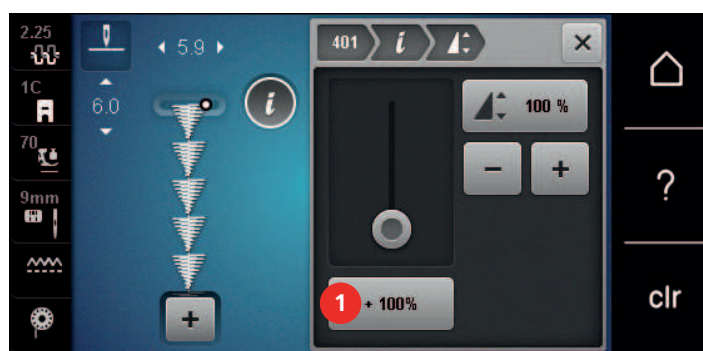 2.25
1C
70
9mm
5.9
6.0
i
+
401
i
100 %
- +
1 + 100%
?
clr